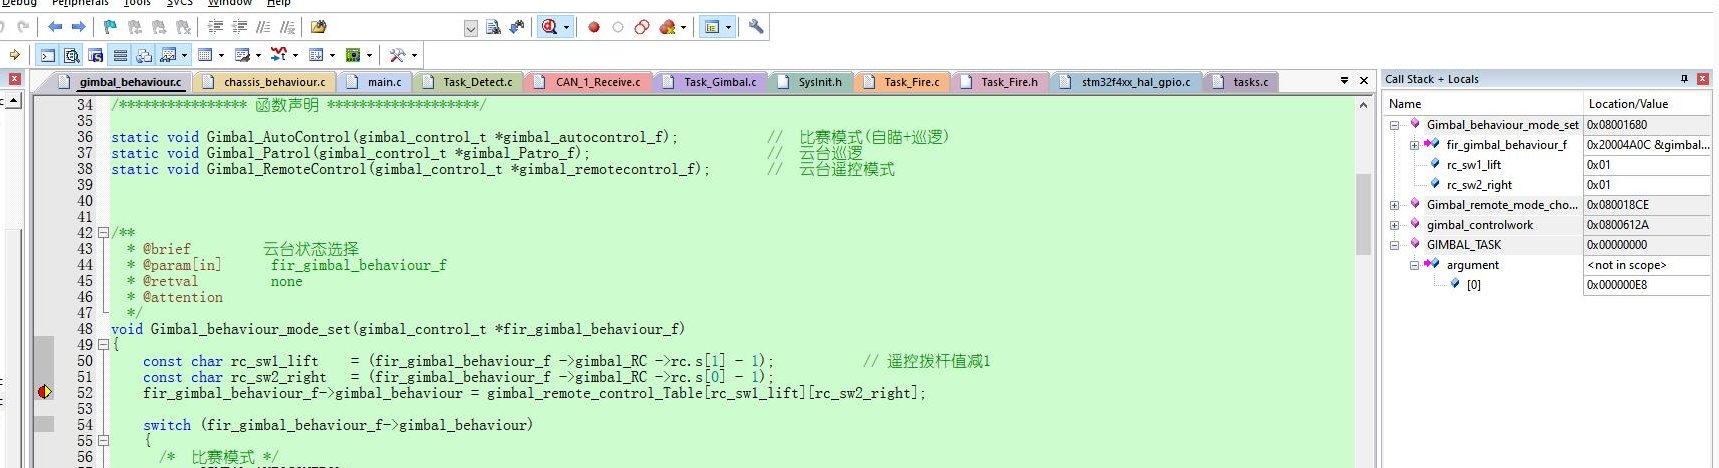 Debug Peripherals Tools SVCS Window Help
gimbal_behaviour.c chassis_behaviour.c main.c Task_Detect.c CAN_1_Receive.c Task_Gimbal.c SysInit.h Task_Fire.c Task_Fire.h stm32f4xx_hal_gpio.c tasks.c
34 /**************** 函数声明 *******************/
35
36 static void Gimbal_AutoControl(gimbal_control_t *gimbal_autocontrol_f); // 比赛模式(自瞄+巡逻)
37 static void Gimbal_Patrol(gimbal_control_t *gimbal_Patro_f); // 云台巡逻
38 static void Gimbal_RemoteControl(gimbal_control_t *gimbal_remotecontrol_f); // 云台遥控模式
39
40
41
42 /**
43 * @brief 云台状态选择
44 * @param[in] fir_gimbal_behaviour_f
45 * @retval none
46 * @attention
47 */
48 void Gimbal_behaviour_mode_set(gimbal_control_t *fir_gimbal_behaviour_f)
49 {
50 const char rc_sw1_lift = (fir_gimbal_behaviour_f ->gimbal_RC ->rc.s[1] - 1); // 遥控拨杆值减1
51 const char rc_sw2_right = (fir_gimbal_behaviour_f ->gimbal_RC ->rc.s[0] - 1);
52 fir_gimbal_behaviour_f->gimbal_behaviour = gimbal_remote_control_Table[rc_sw1_lift][rc_sw2_right];
53
54 switch (fir_gimbal_behaviour_f->gimbal_behaviour)
55 {
56 /* 比赛模式 */
Call Stack + Locals
Name Location/Value
Gimbal_behaviour_mode_set 0x08001680
fir_gimbal_behaviour_f 0x20004A0C &gimbal...
rc_sw1_lift 0x01
rc_sw2_right 0x01
Gimbal_remote_mode_cho... 0x080018CE
gimbal_controlwork 0x0800612A
GIMBAL_TASK 0x00000000
argument <not in scope>
[0] 0x000000E8